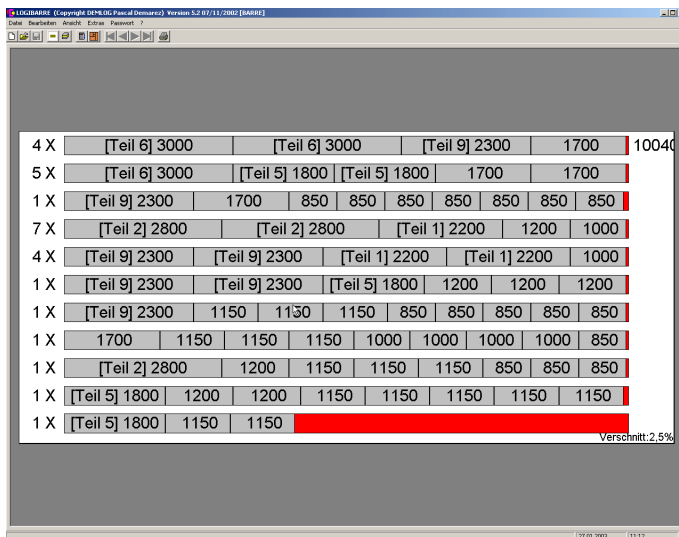 LOGIBARRE (Copyright DEMLOG Pascal Demarez) Version 5.2 07/11/2002 [BARRE]
Datei Bearbeiten Ansicht Extras Passwort ?
4 X [Teil 6] 3000 [Teil 6] 3000 [Teil 9] 2300 1700 10040
5 X [Teil 6] 3000 [Teil 5] 1800 [Teil 5] 1800 1700 1700
1 X [Teil 9] 2300 1700 850 850 850 850 850 850 850
7 X [Teil 2] 2800 [Teil 2] 2800 [Teil 1] 2200 1200 1000
4 X [Teil 9] 2300 [Teil 9] 2300 [Teil 1] 2200 [Teil 1] 2200 1000
1 X [Teil 9] 2300 [Teil 9] 2300 [Teil 5] 1800 1200 1200 1200
1 X [Teil 9] 2300 1150 1150 1150 850 850 850 850 850
1 X 1700 1150 1150 1150 1000 1000 1000 1000 850
1 X [Teil 2] 2800 1200 1150 1150 1150 850 850 850
1 X [Teil 5] 1800 1200 1200 1150 1150 1150 1150 1150
1 X [Teil 5] 1800 1150 1150
Verschnitt:2,5%
27.01.2003 11:12